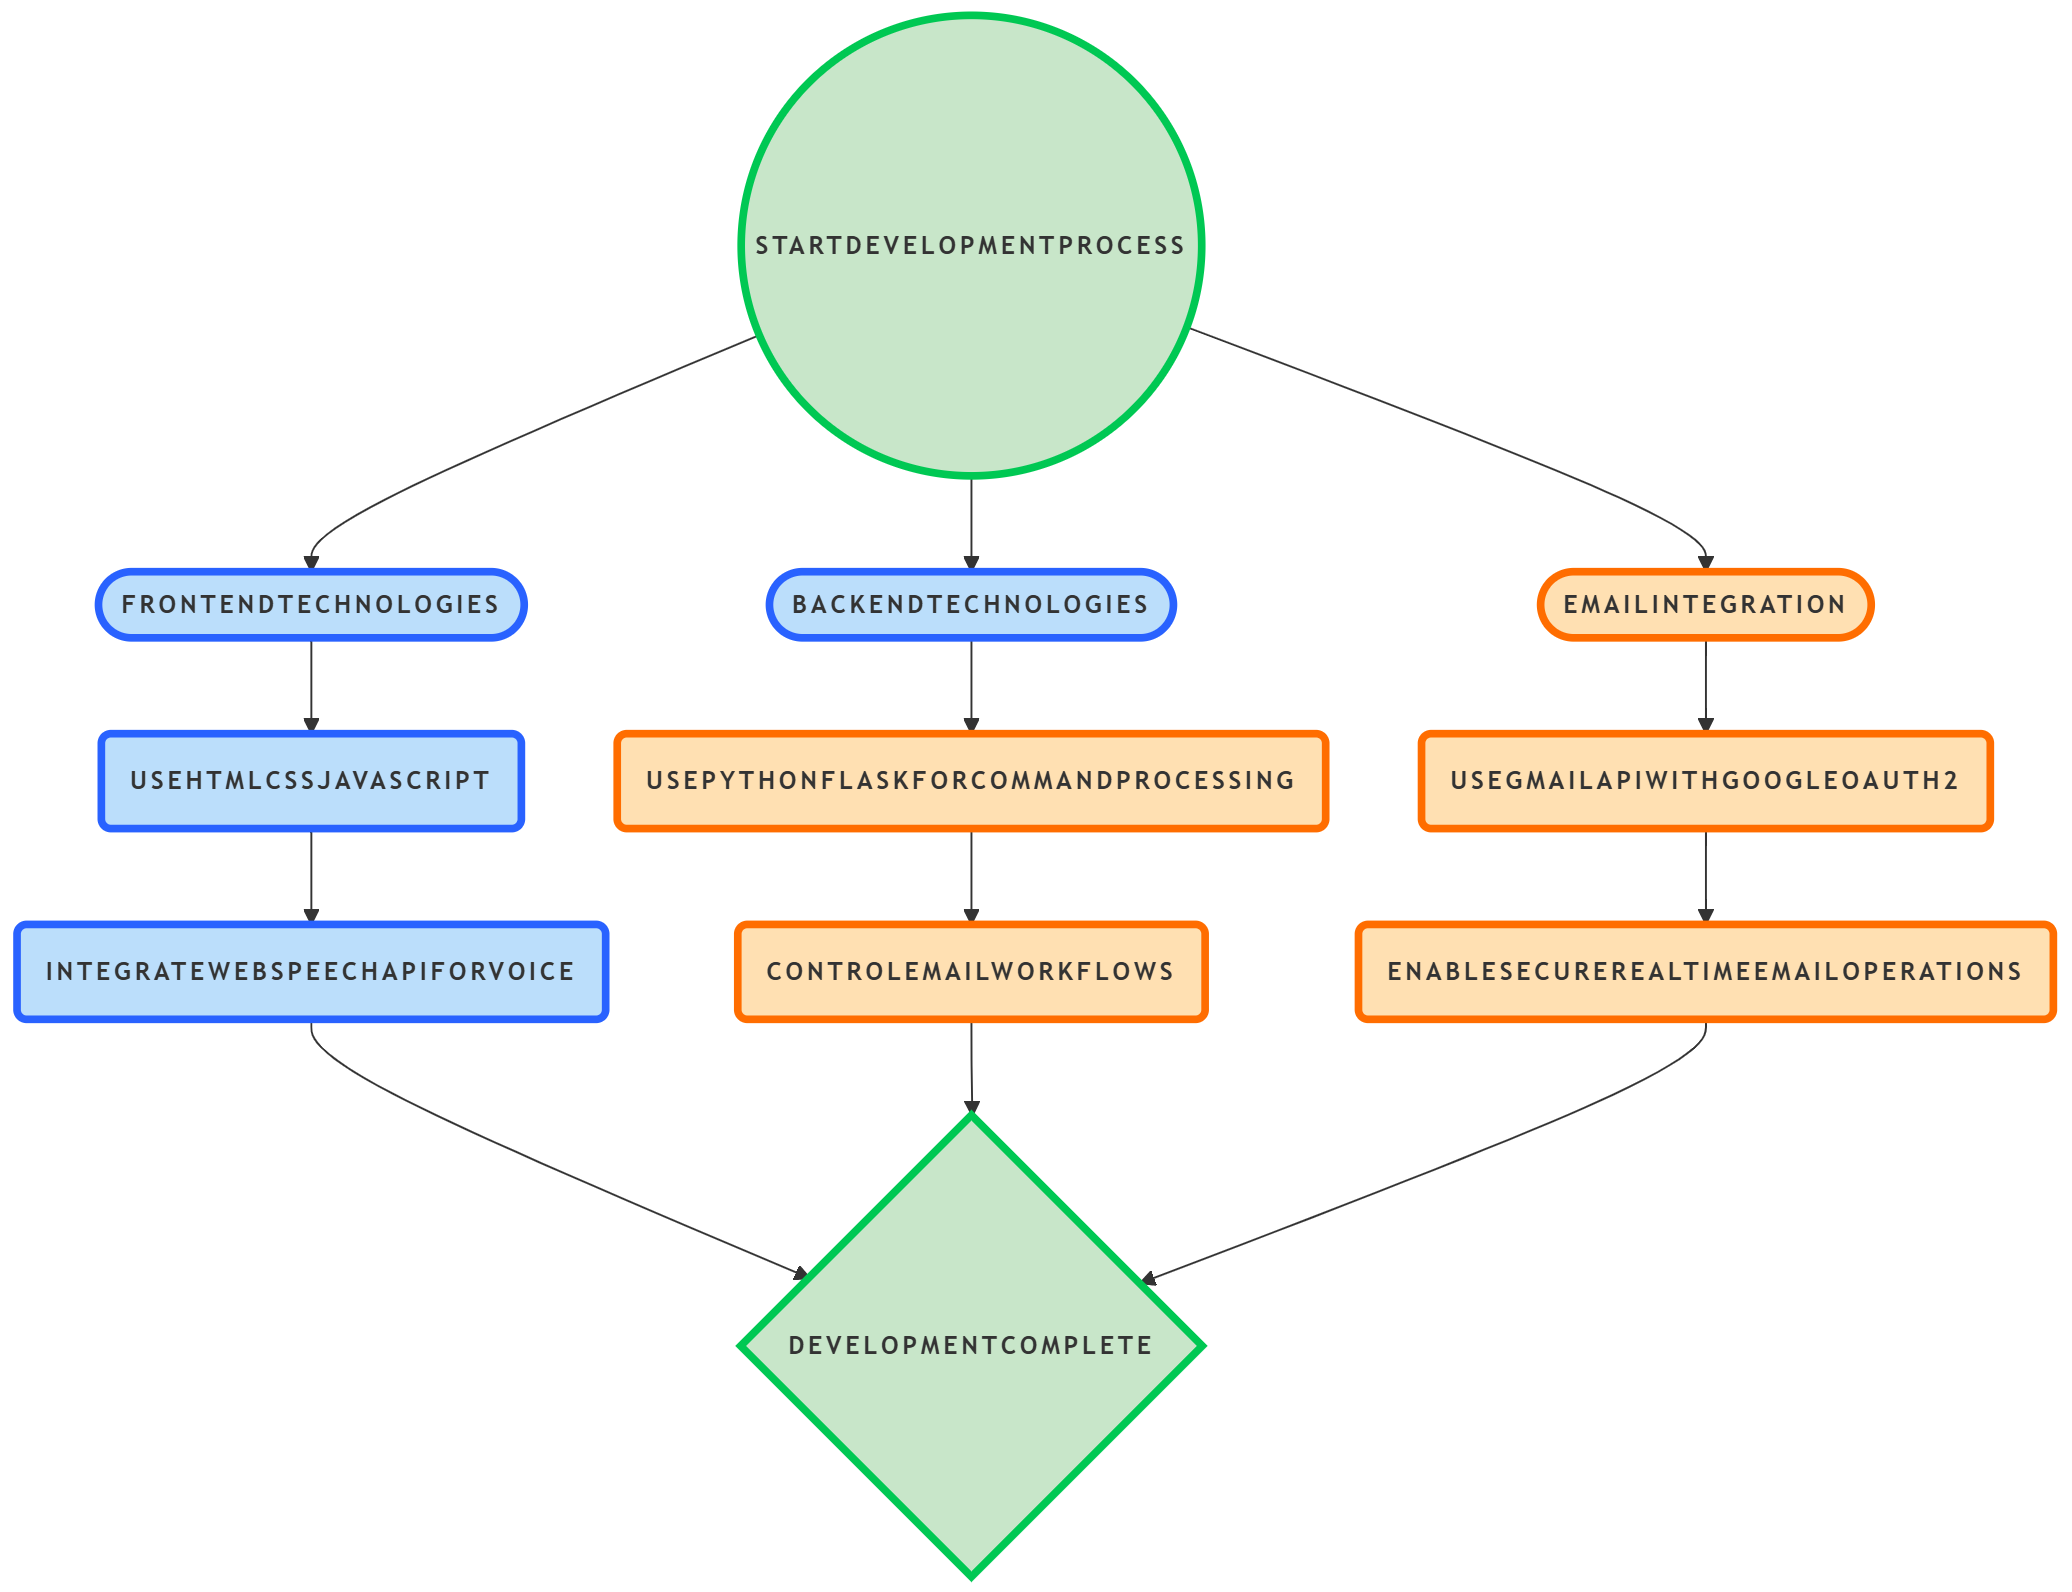 STARTDEVELOPMENTPROCESS
FRONTENDTECHNOLOGIES
BACKENDTECHNOLOGIES
EMAILINTEGRATION
USEHTMLCSSJAVASCRIPT
USEPYTHONFLASKFORCOMMANDPROCESSING
USEGMAILAPIWITHGOOGLEOAUTH2
INTEGRATEWEBSPEECHAPIFORVOICE
CONTROLEMAILWORKFLOWS
ENABLESECUREREALTIMEEMAILOPERATIONS
DEVELOPMENTCOMPLETE